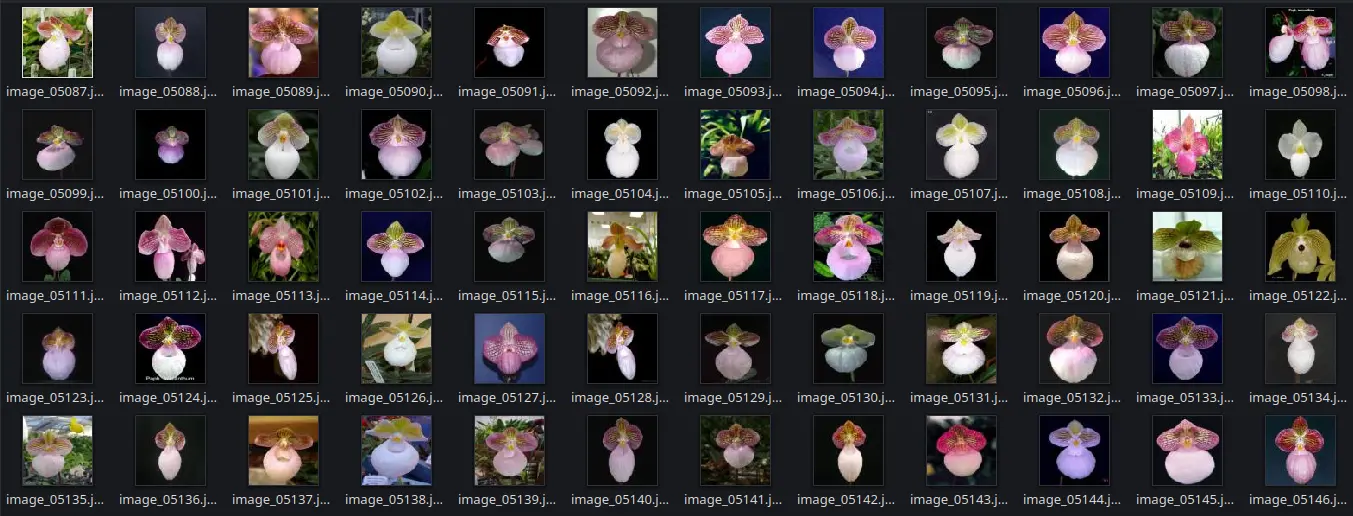 image_05087.j... image_05088.j... image_05089.j... image_05090.j... image_05091.j... image_05092.j... image_05093.j... image_05094.j... image_05095.j... image_05096.j... image_05097.j... image_05098.j...
image_05099.j... image_05100.j... image_05101.j... image_05102.j... image_05103.j... image_05104.j... image_05105.j... image_05106.j... image_05107.j... image_05108.j... image_05109.j... image_05110.j...
image_05111.j... image_05112.j... image_05113.j... image_05114.j... image_05115.j... image_05116.j... image_05117.j... image_05118.j... image_05119.j... image_05120.j... image_05121.j... image_05122.j...
image_05123.j... image_05124.j... image_05125.j... image_05126.j... image_05127.j... image_05128.j... image_05129.j... image_05130.j... image_05131.j... image_05132.j... image_05133.j... image_05134.j...
image_05135.j... image_05136.j... image_05137.j... image_05138.j... image_05139.j... image_05140.j... image_05141.j... image_05142.j... image_05143.j... image_05144.j... image_05145.j... image_05146.j...